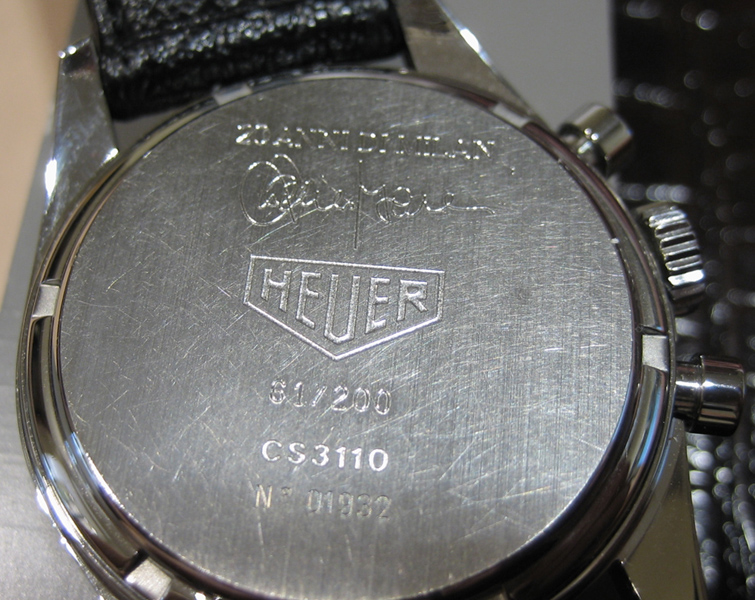 20 ANNI DI MILAN
HEUER
61/200
CS3110
Nº 01932